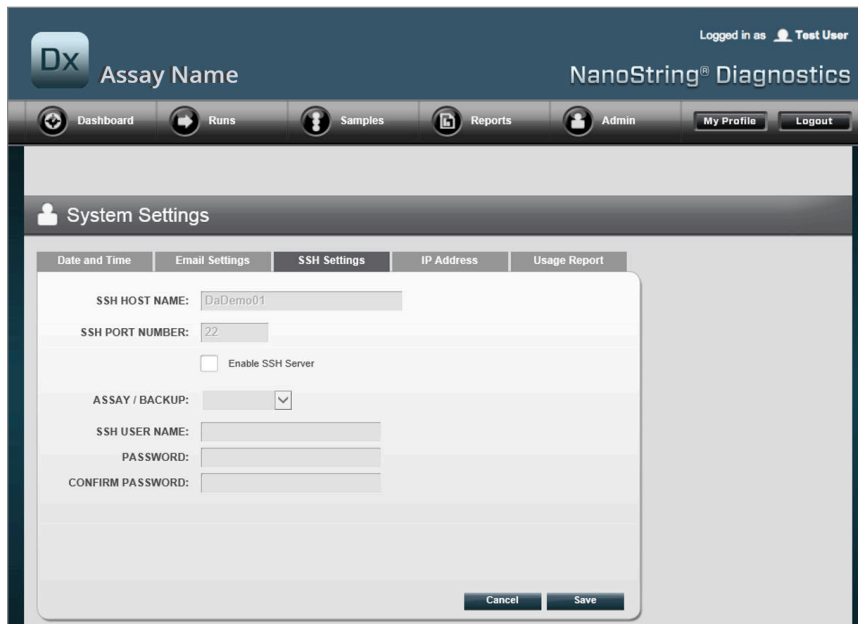 Logged in as Test User
Dx Assay Name
NanoString® Diagnostics
Dashboard Runs Samples Reports Admin My Profile Logout
System Settings
Date and Time Email Settings SSH Settings IP Address Usage Report
SSH HOST NAME: DaDemo01
SSH PORT NUMBER: 22
Enable SSH Server
ASSAY / BACKUP:
SSH USER NAME:
PASSWORD:
CONFIRM PASSWORD:
Cancel Save